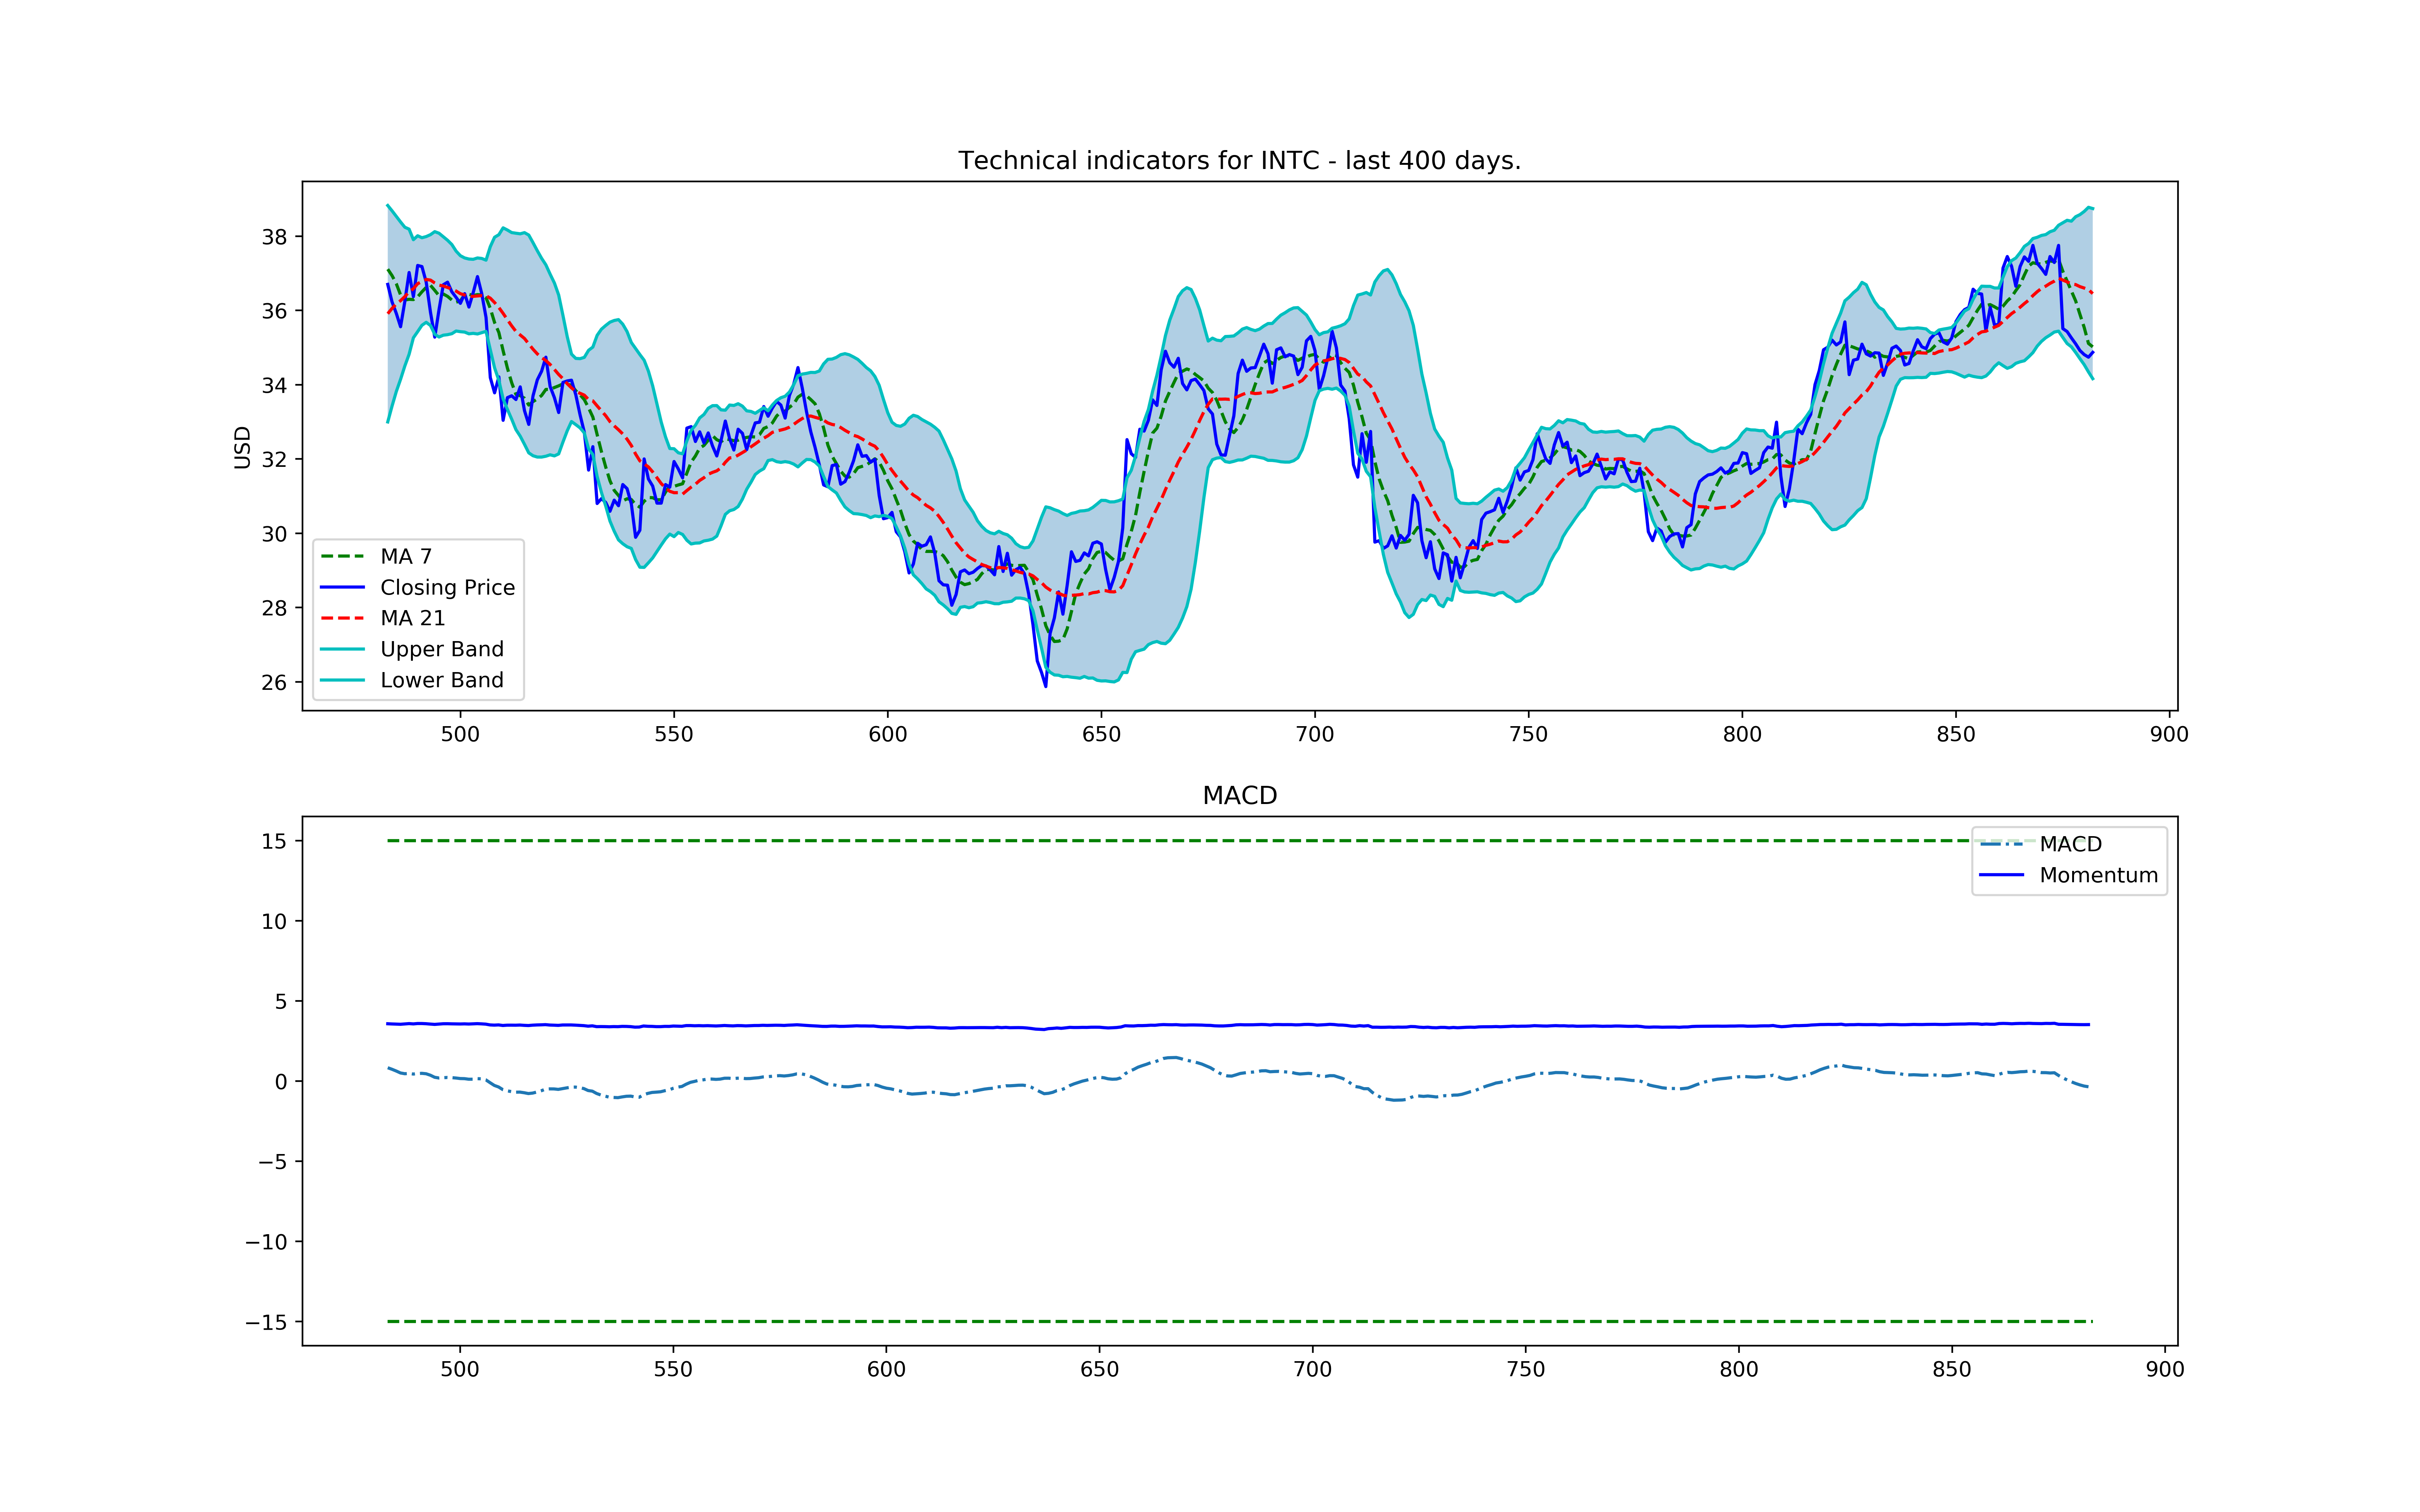 Technical indicators for INTC - last 400 days.
38
36
34
32
30
28
26
USD
MA 7
Closing Price
MA 21
Upper Band
Lower Band
500 550 600 650 700 750 800 850 900
MACD
15
10
5
0
−5
−10
−15
MACD
Momentum
500 550 600 650 700 750 800 850 900